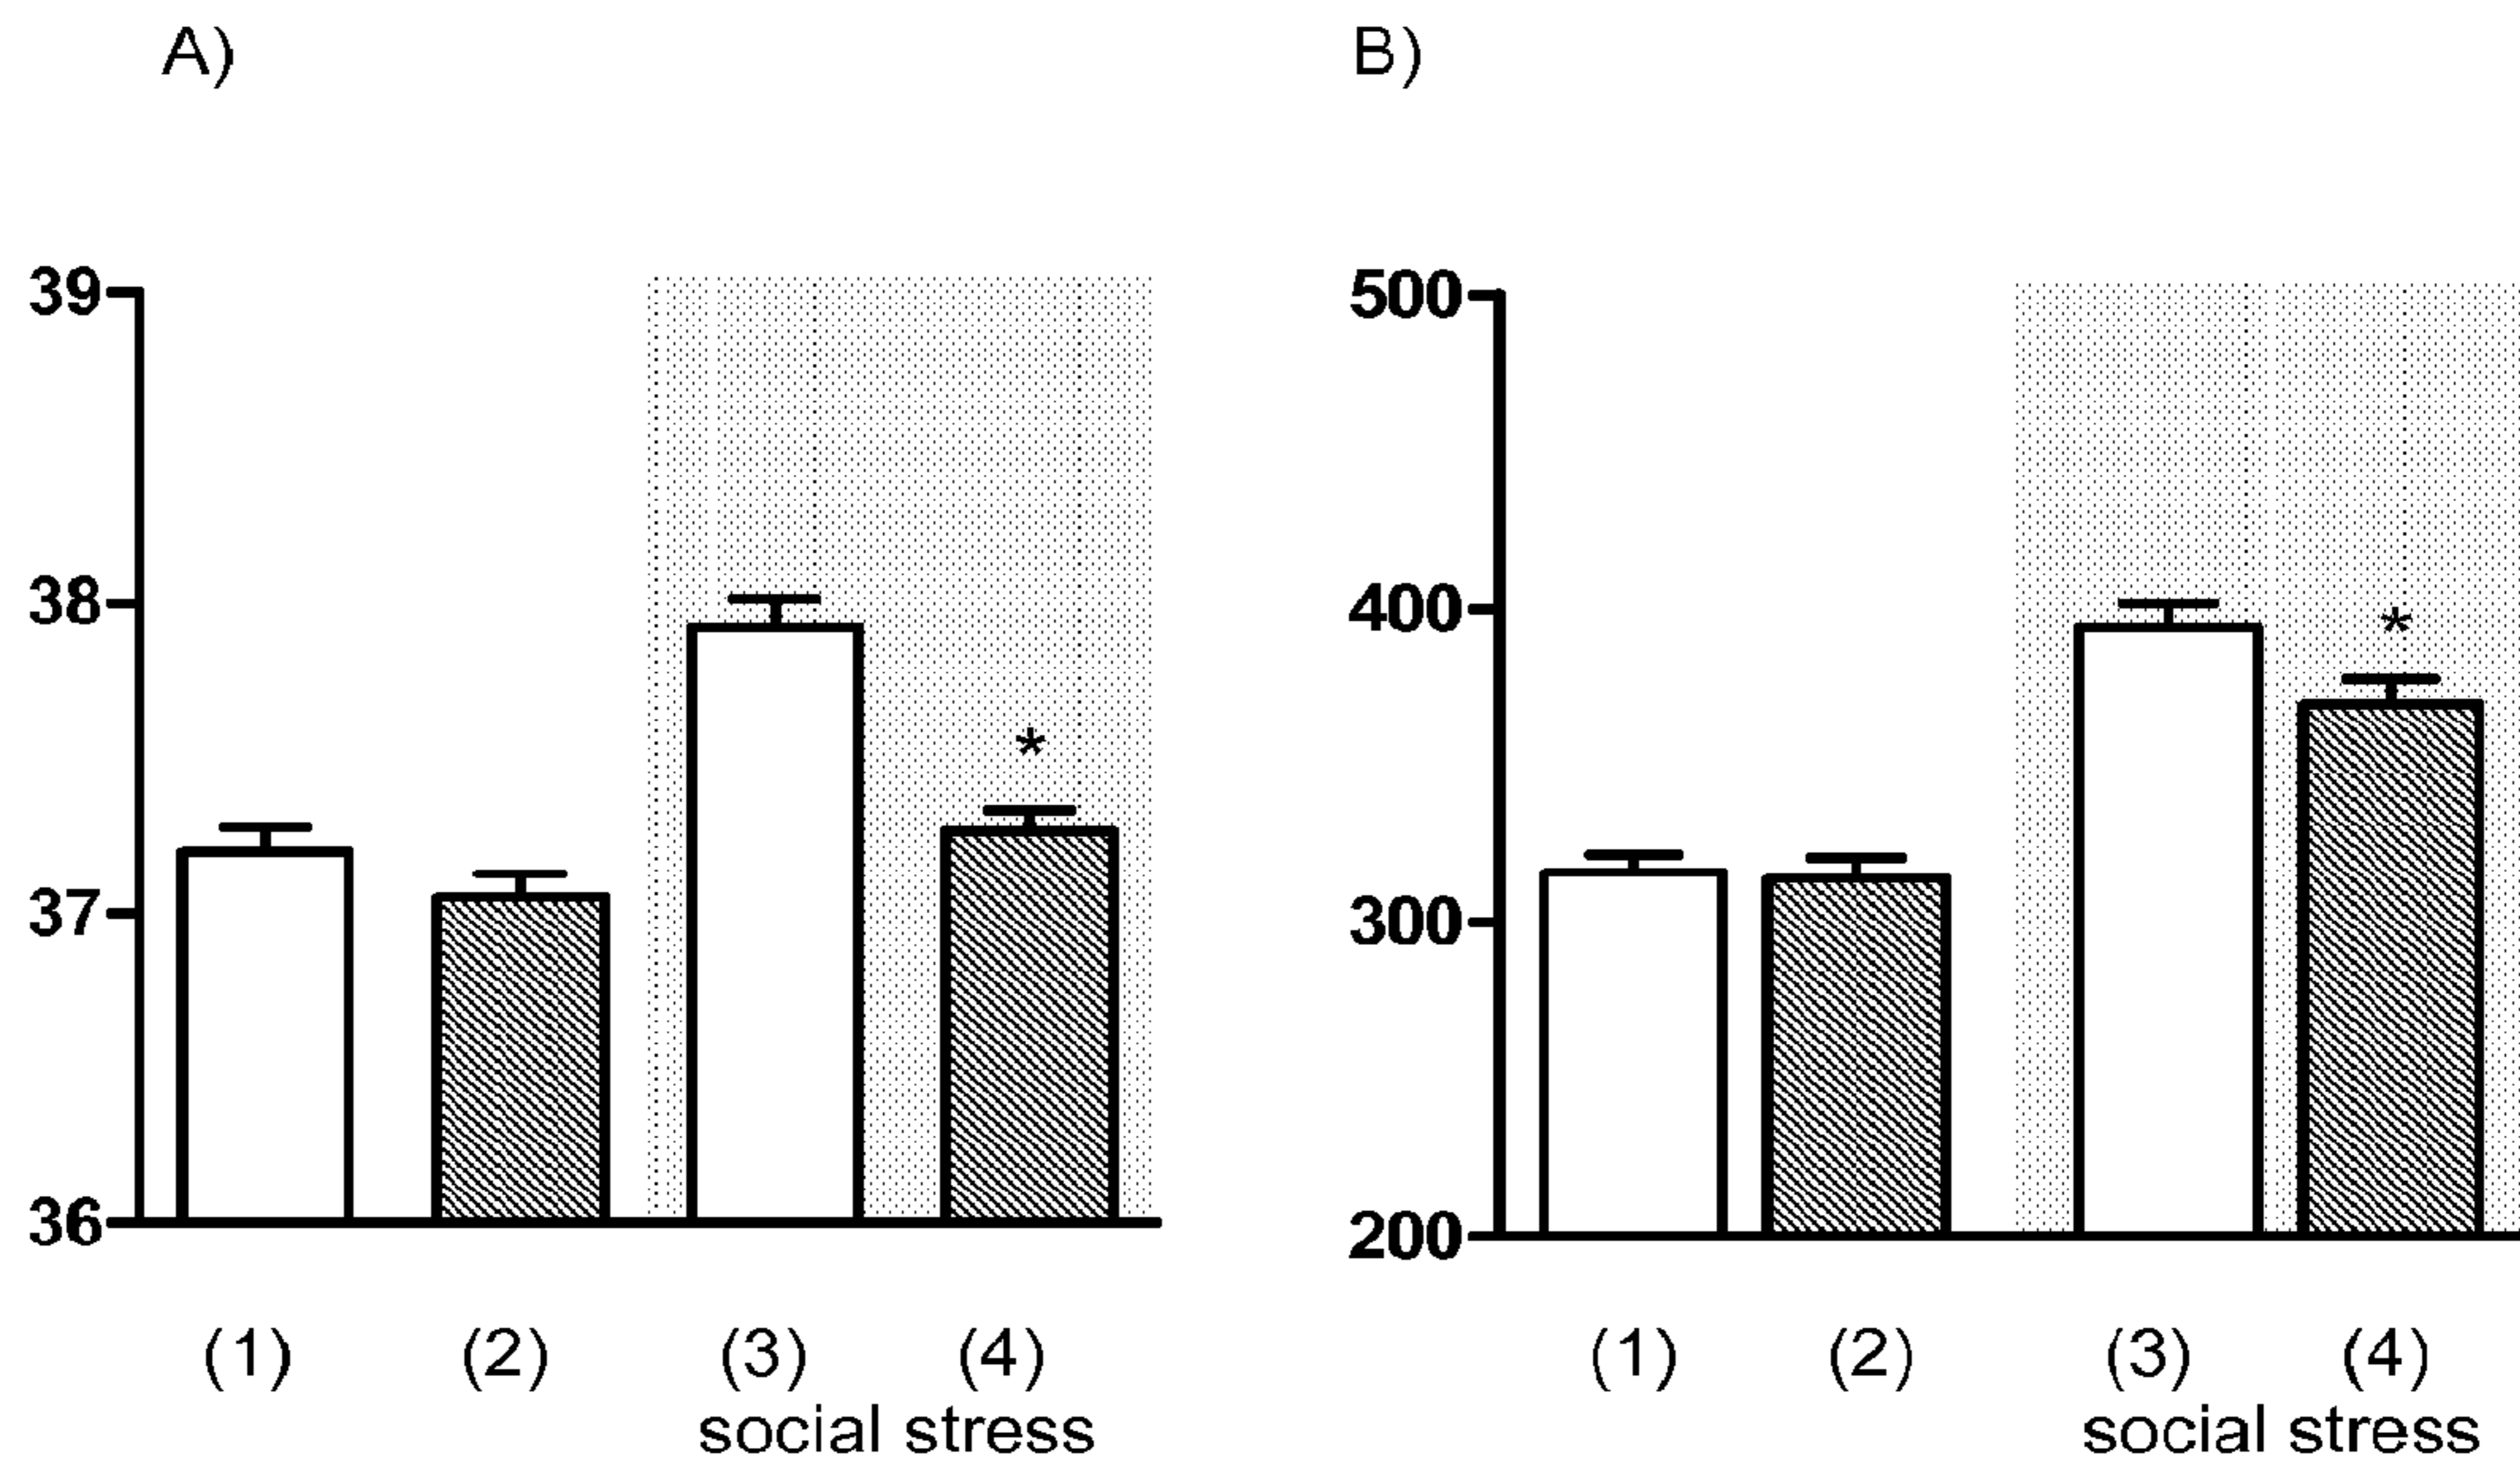 A)
39
38
37
36
(1) (2) (3) (4)
social stress
B)
500
400
300
200
(1) (2) (3) (4)
social stress
*
*